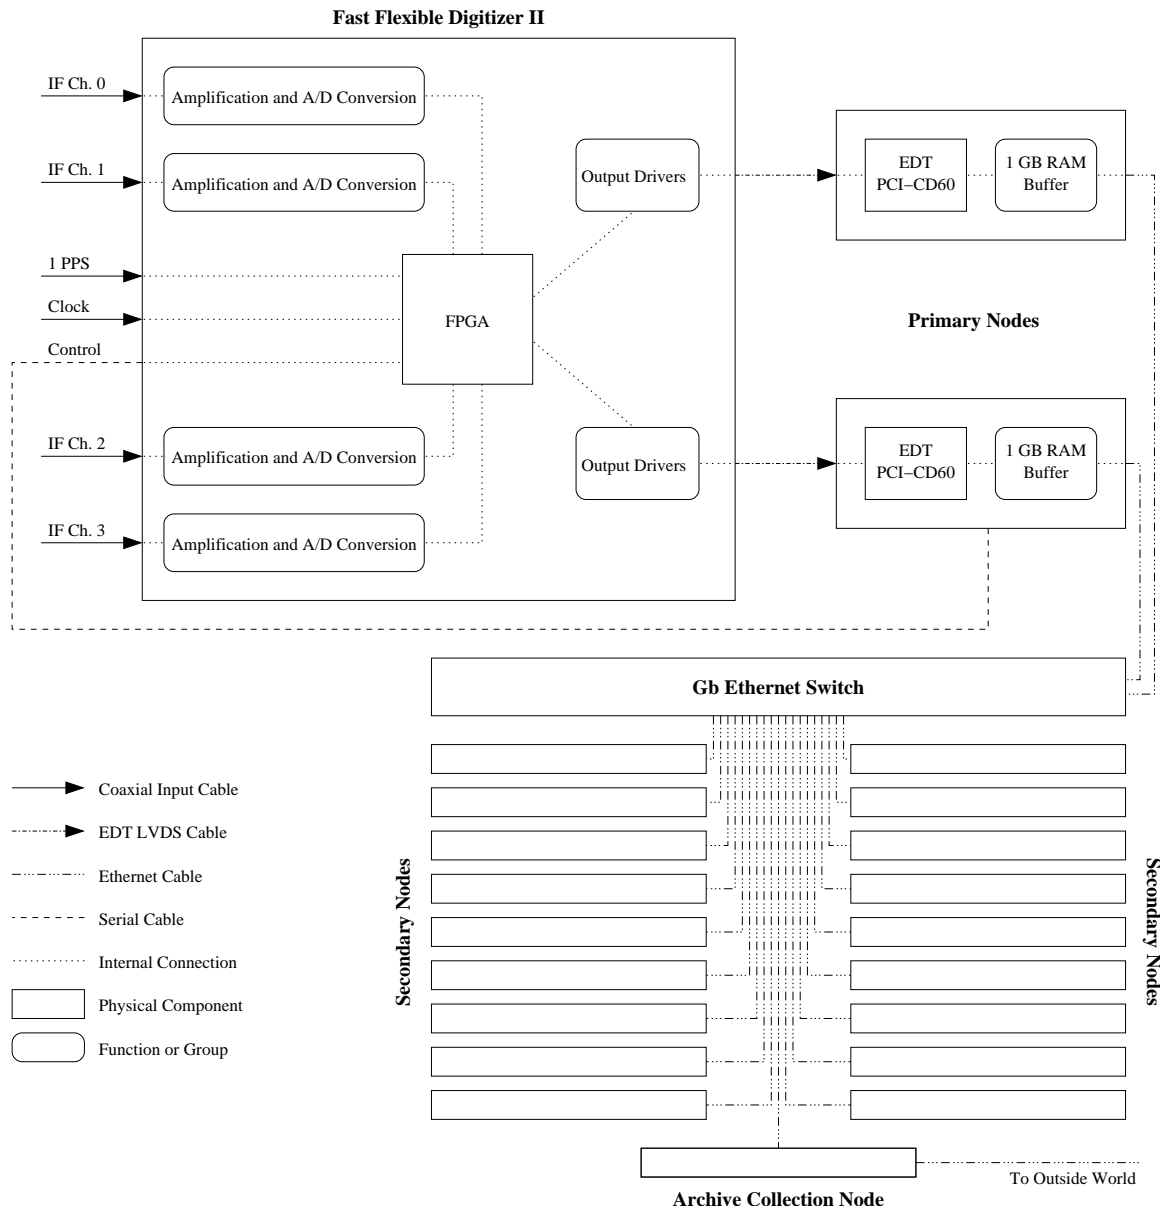 Fast Flexible Digitizer II
IF Ch. 0
Amplification and A/D Conversion
IF Ch. 1
Amplification and A/D Conversion
1 PPS
Clock
Control
FPGA
IF Ch. 2
Amplification and A/D Conversion
IF Ch. 3
Amplification and A/D Conversion
Output Drivers
Output Drivers
EDT
PCI−CD60
1 GB RAM
Buffer
Primary Nodes
EDT
PCI−CD60
1 GB RAM
Buffer
Gb Ethernet Switch
Coaxial Input Cable
EDT LVDS Cable
Ethernet Cable
Serial Cable
Internal Connection
Physical Component
Function or Group
Secondary Nodes
Secondary Nodes
To Outside World
Archive Collection Node